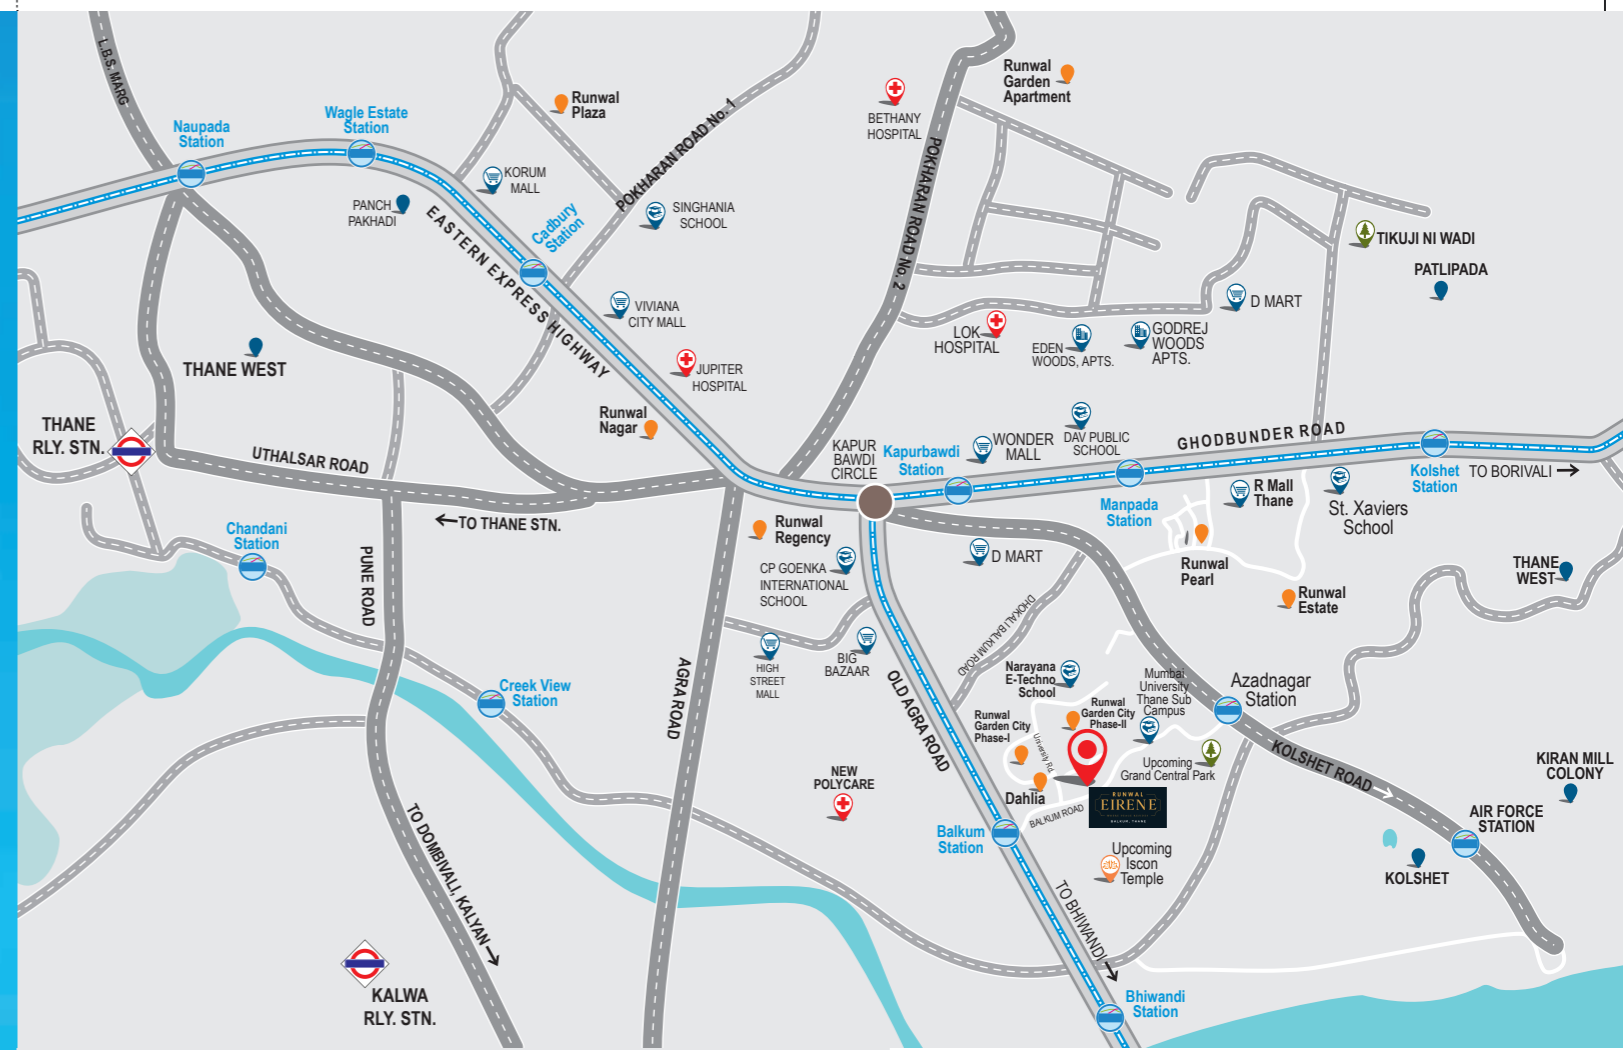 L.B.S. MARG
Naupada
Station
Wagle Estate
Station
Runwal
Plaza
KORUM
MALL
PANCH
PAKHADI
POKHARAN ROAD No. 1
SINGHANIA
SCHOOL
Cadbury
Station
EASTERN EXPRESS HIGHWAY
VIVIANA
CITY MALL
JUPITER
HOSPITAL
Runwal
Nagar
BETHANY
HOSPITAL
POKHARAN ROAD No. 2
Runwal
Garden
Apartment
TIKUJI NI WADI
PATLIPADA
D MART
LOK
HOSPITAL
EDEN
WOODS, APTS.
GODREJ
WOODS
APTS.
THANE WEST
THANE
RLY. STN.
UTHALSAR ROAD
TO THANE STN.
KAPUR
BAWDI
CIRCLE
Kapurbawdi
Station
WONDER
MALL
DAV PUBLIC
SCHOOL
GHODBUNDER ROAD
Manpada
Station
R Mall
Thane
St. Xaviers
School
Kolshet
Station
TO BORIVALI
Chandani
Station
PUNE ROAD
Runwal
Regency
CP GOENKA
INTERNATIONAL
SCHOOL
D MART
Runwal
Pearl
Runwal
Estate
THANE
WEST
DHOKALI BALKUM ROAD
HIGH
STREET
MALL
BIG
BAZAAR
AGRA ROAD
OLD AGRA ROAD
Creek View
Station
Narayana
E-Techno
School
Mumbai
University
Thane Sub
Campus
Azadnagar
Station
Runwal
Garden City
Phase-I
Runwal
Garden City
Phase-II
University Rd.
Upcoming
Grand Central Park
KOLSHET ROAD
KIRAN MILL
COLONY
NEW
POLYCARE
Dahlia
BALKUM ROAD
RUNWAL
EIRENE
BALKUM, THANE
AIR FORCE
STATION
Balkum
Station
Upcoming
Iscon
Temple
KOLSHET
TO DOMBIVALI, KALYAN
TO BHIWANDI
KALWA
RLY. STN.
Bhiwandi
Station